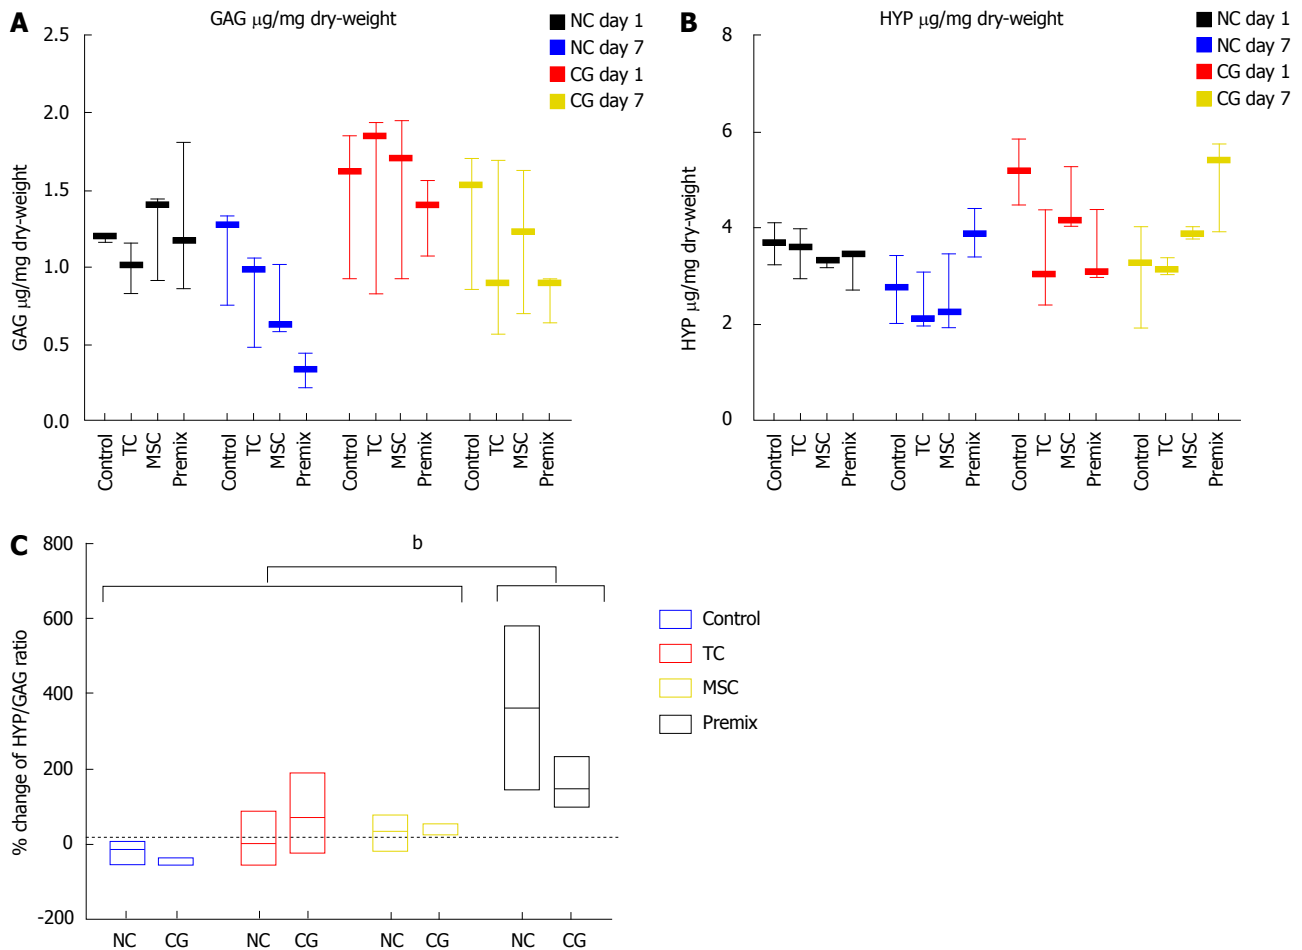 A
GAG μg/mg dry-weight
NC day 1
NC day 7
CG day 1
CG day 7
GAG μg/mg dry-weight
2.5
2.0
1.5
1.0
0.5
0.0
Control
TC
MSC
Premix
Control
TC
MSC
Premix
Control
TC
MSC
Premix
Control
TC
MSC
Premix
B
HYP μg/mg dry-weight
NC day 1
NC day 7
CG day 1
CG day 7
HYP μg/mg dry-weight
8
6
4
2
0
Control
TC
MSC
Premix
Control
TC
MSC
Premix
Control
TC
MSC
Premix
Control
TC
MSC
Premix
C
b
% change of HYP/GAG ratio
800
600
400
200
0
-200
NC CG NC CG NC CG NC CG
Control
TC
MSC
Premix